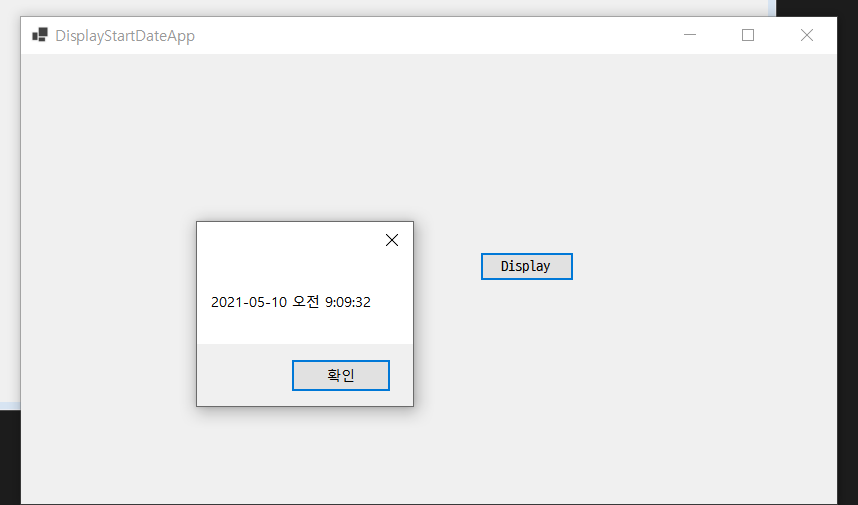 DisplayStartDateApp
Display
2021-05-10 오전 9:09:32
확인